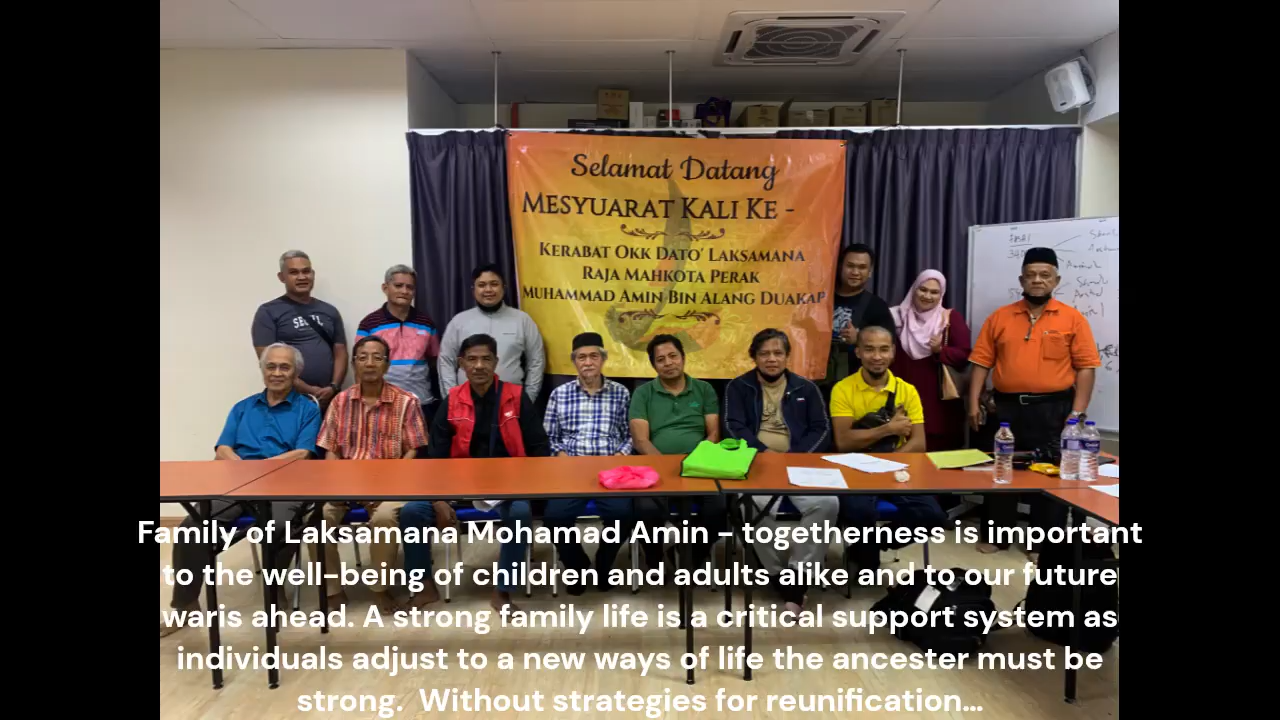 Selamat Datang
MESYUARAT KALI KE -
KERABAT OKK DATO' LAKSAMANA
RAJA MAHKOTA PERAK
MUHAMMAD AMIN BIN ALANG DUAKAP
Family of Laksamana Mohamad Amin - togetherness is important
to the well-being of children and adults alike and to our future
waris ahead. A strong family life is a critical support system as
individuals adjust to a new ways of life the ancester must be
strong.  Without strategies for reunification...